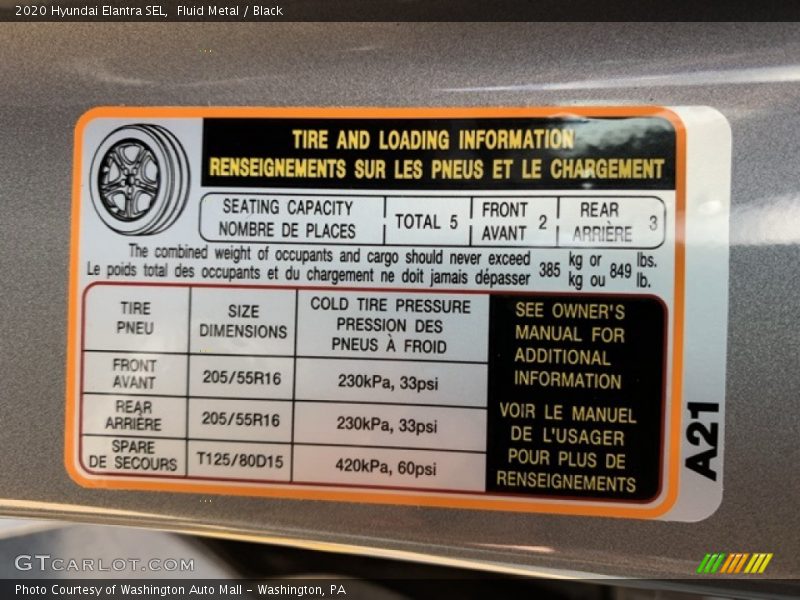 2020 Hyundai Elantra SEL, Fluid Metal / Black
TIRE AND LOADING INFORMATION
RENSEIGNEMENTS SUR LES PNEUS ET LE CHARGEMENT
SEATING CAPACITY
NOMBRE DE PLACES
TOTAL 5
FRONT
AVANT
2
REAR
ARRIÈRE
3
The combined weight of occupants and cargo should never exceed
Le poids total des occupants et du chargement ne doit jamais dépasser
385
kg or
kg ou
849
lbs.
lb.
TIRE
PNEU
SIZE
DIMENSIONS
COLD TIRE PRESSURE
PRESSION DES
PNEUS À FROID
FRONT
AVANT
205/55R16
230kPa, 33psi
REAR
ARRIÈRE
205/55R16
230kPa, 33psi
SPARE
DE SECOURS
T125/80D15
420kPa, 60psi
SEE OWNER'S
MANUAL FOR
ADDITIONAL
INFORMATION
VOIR LE MANUEL
DE L'USAGER
POUR PLUS DE
RENSEIGNEMENTS
A21
GTCARLOT.COM
Photo Courtesy of Washington Auto Mall - Washington, PA